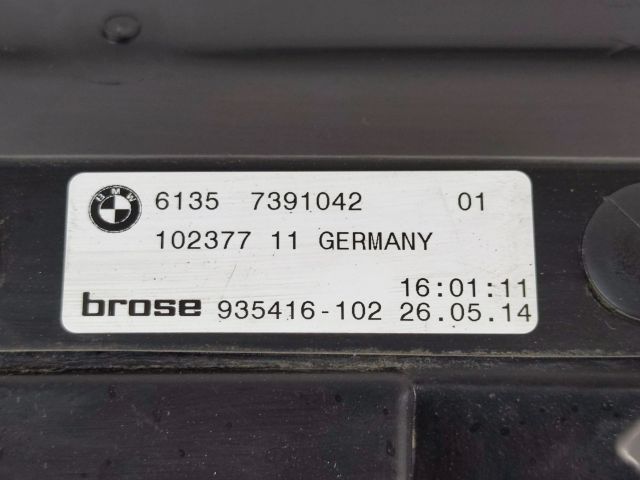 BMW 6135 7391042 01
102377 11 GERMANY
16:01:11
brose 935416-102 26.05.14